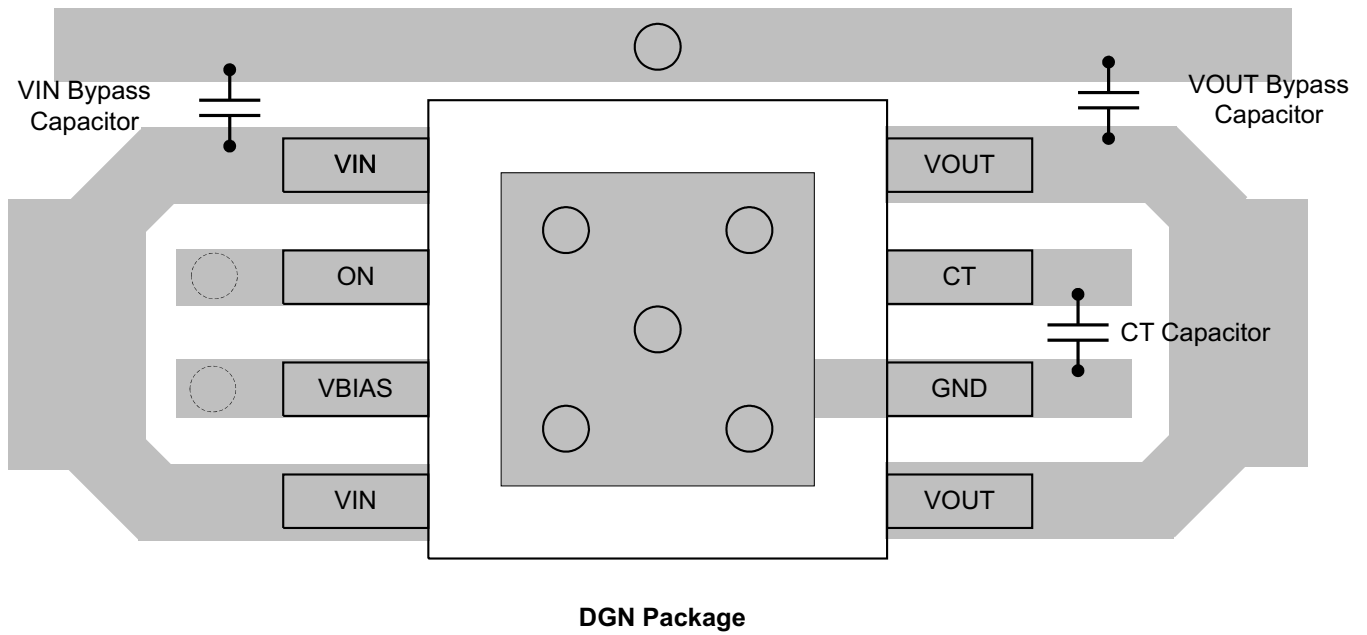 VIN Bypass
Capacitor
VOUT Bypass
Capacitor
VIN
VOUT
ON
CT
CT Capacitor
VBIAS
GND
VIN
VOUT
DGN Package